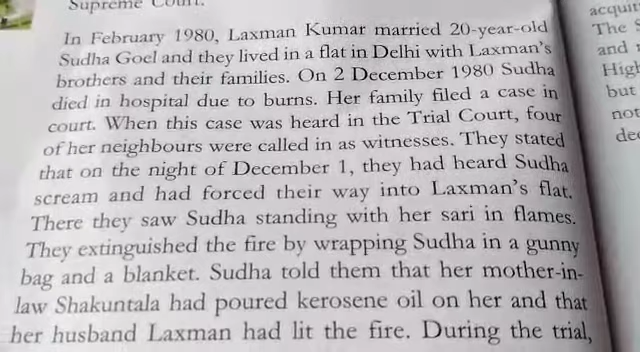 Supreme Court.
In February 1980, Laxman Kumar married 20-year-old
Sudha Goel and they lived in a flat in Delhi with Laxman's
brothers and their families. On 2 December 1980 Sudha
died in hospital due to burns. Her family filed a case in
court. When this case was heard in the Trial Court, four
of her neighbours were called in as witnesses. They stated
that on the night of December 1, they had heard Sudha
scream and had forced their way into Laxman's flat.
There they saw Sudha standing with her sari in flames.
They extinguished the fire by wrapping Sudha in a gunny
bag and a blanket. Sudha told them that her mother-in-
law Shakuntala had poured kerosene oil on her and that
her husband Laxman had lit the fire. During the trial,
The
and
but